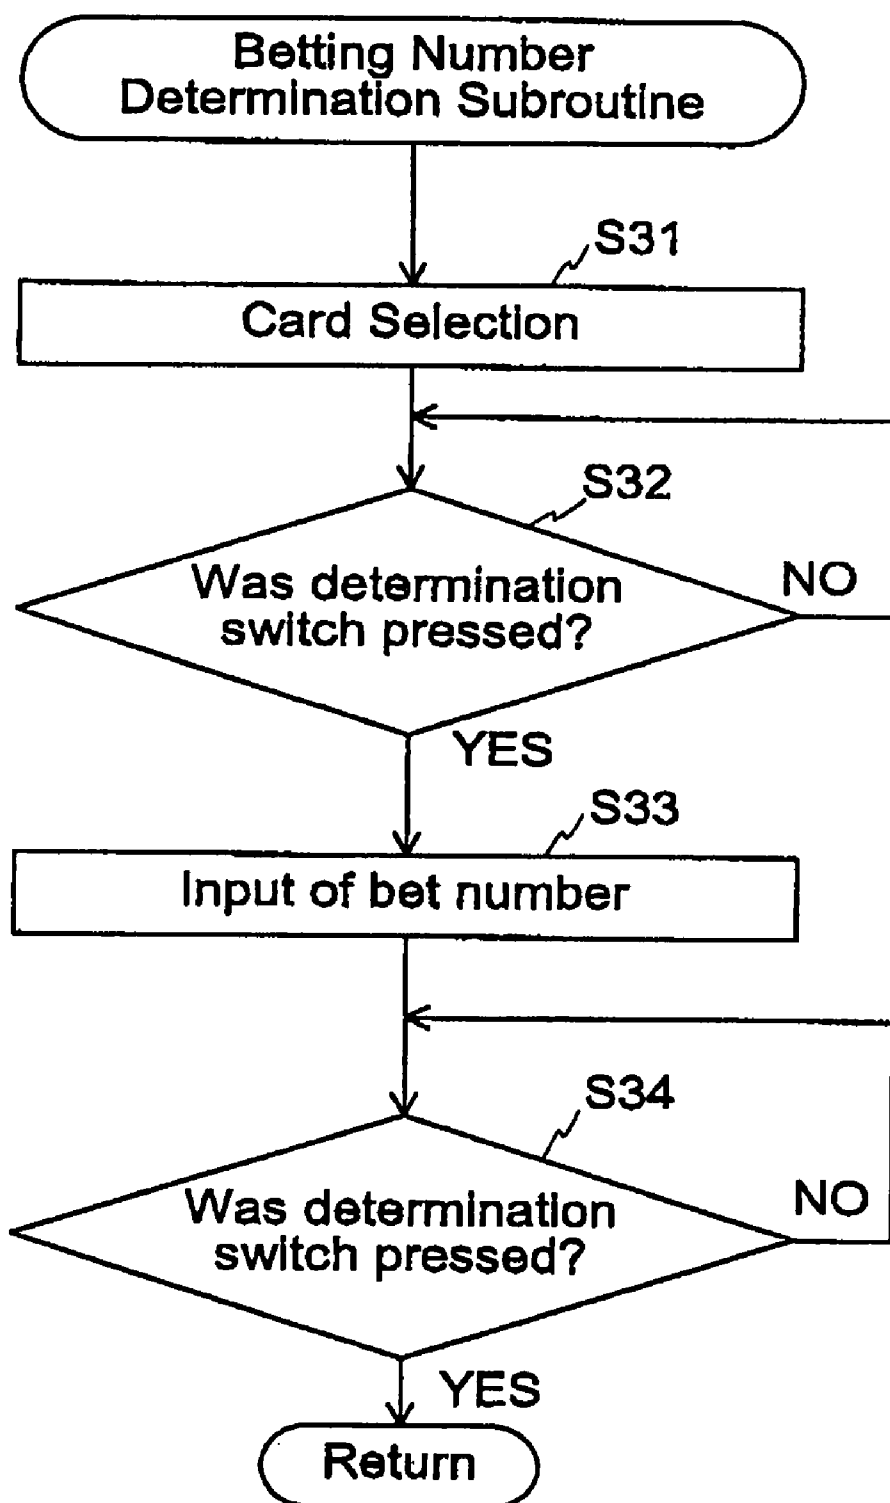 Betting Number
Determination Subroutine
S31
Card Selection
S32
Was determination
switch pressed?
NO
YES
S33
Input of bet number
S34
Was determination
switch pressed?
NO
YES
Return